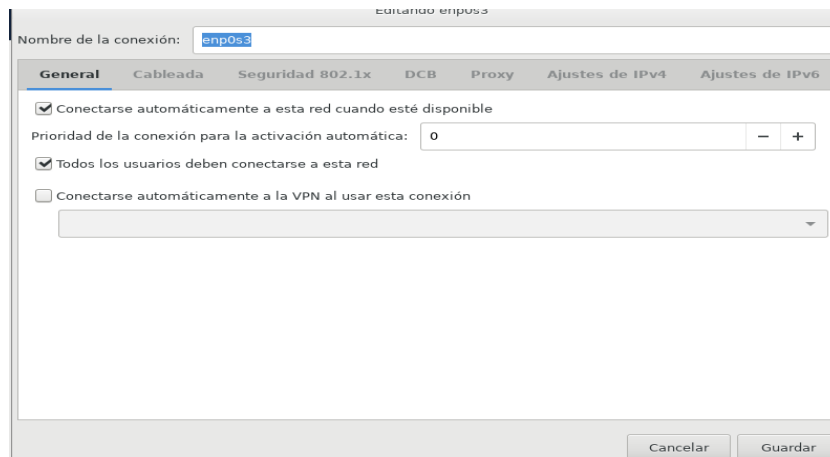 Editando enp0s3
Nombre de la conexión: enp0s3
General Cableada Seguridad 802.1x DCB Proxy Ajustes de IPv4 Ajustes de IPv6
Conectarse automáticamente a esta red cuando esté disponible
Prioridad de la conexión para la activación automática: 0 − +
Todos los usuarios deben conectarse a esta red
Conectarse automáticamente a la VPN al usar esta conexión
Cancelar Guardar